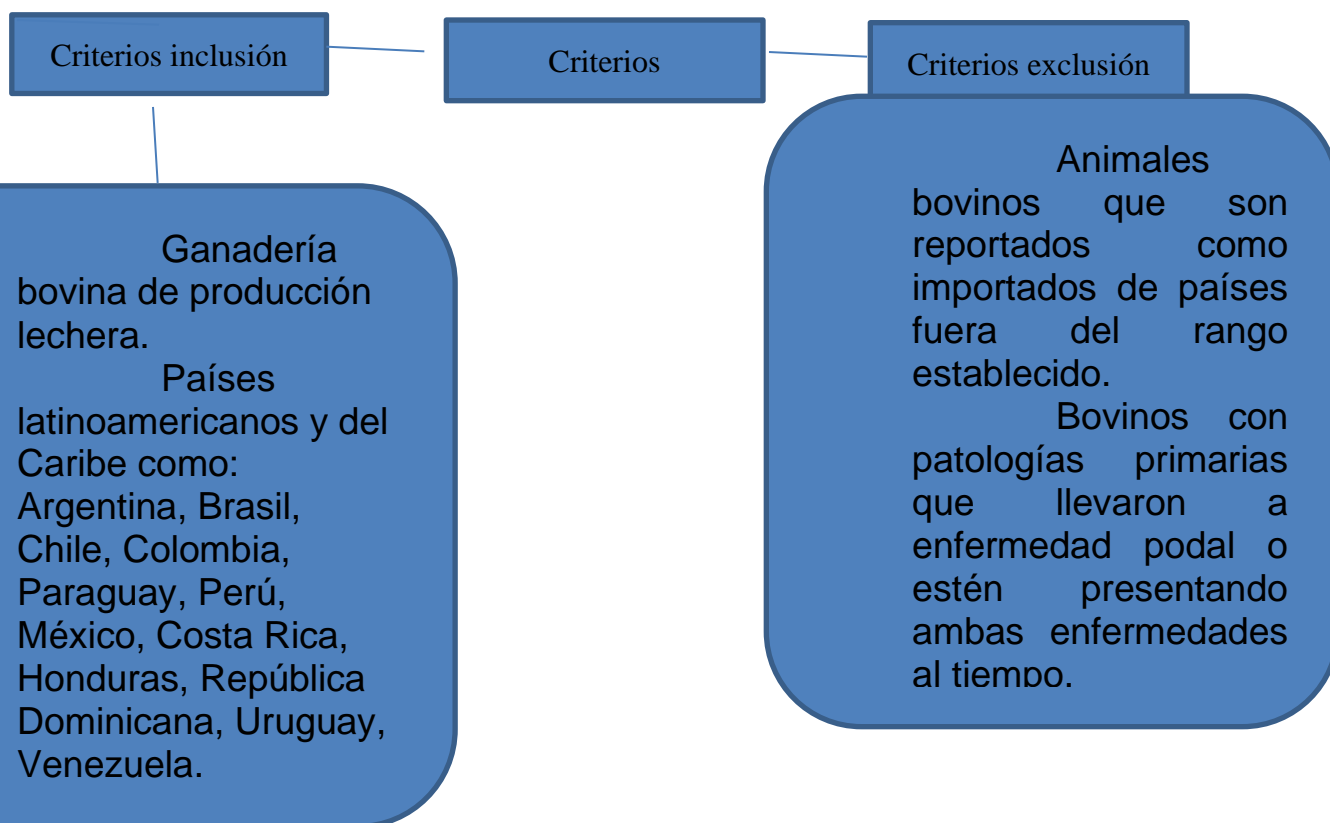 Criterios inclusión
Criterios
Criterios exclusión
Ganadería
bovina de producción
lechera.
Países
latinoamericanos y del
Caribe como:
Argentina, Brasil,
Chile, Colombia,
Paraguay, Perú,
México, Costa Rica,
Honduras, República
Dominicana, Uruguay,
Venezuela.
Animales
bovinos que son
reportados como
importados de países
fuera del rango
establecido.
Bovinos con
patologías primarias
que llevaron a
enfermedad podal o
estén presentando
ambas enfermedades
al tiempo.